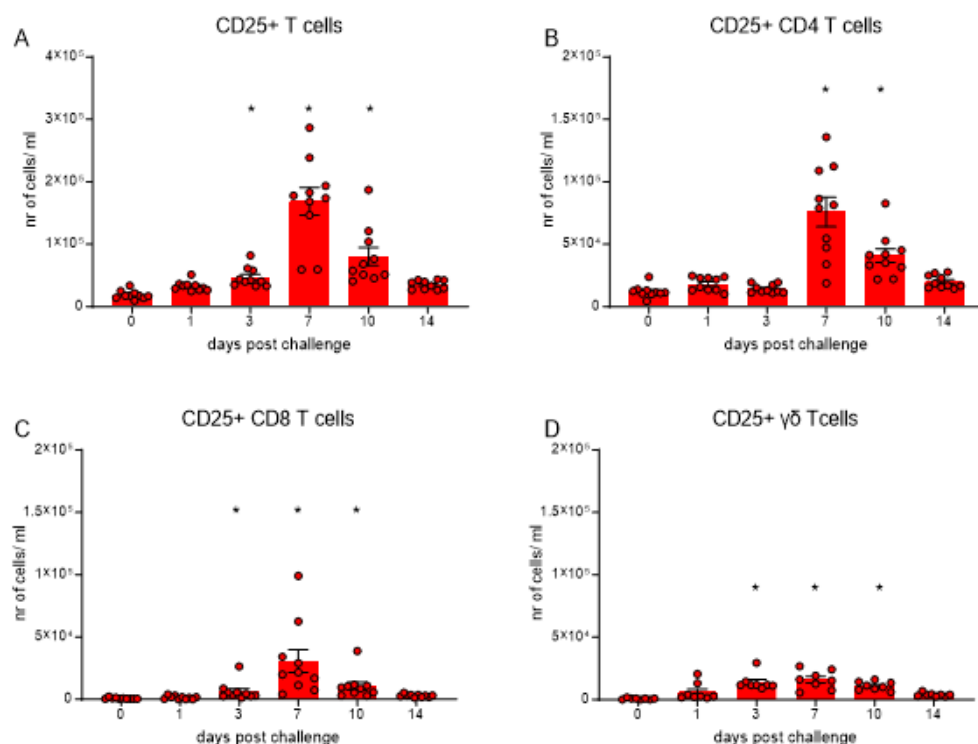 A
CD25+ T cells
4×10⁵
3×10⁵
2×10⁵
1×10⁵
0
nr of cells/ ml
* * *
0 1 3 7 10 14
days post challenge
B
CD25+ CD4 T cells
2×10⁵
1.5×10⁵
1×10⁵
5×10⁴
0
nr of cells/ ml
* *
0 1 3 7 10 14
days post challenge
C
CD25+ CD8 T cells
2×10⁵
1.5×10⁵
1×10⁵
5×10⁴
0
nr of cells/ ml
* * *
0 1 3 7 10 14
days post challenge
D
CD25+ γδ Tcells
2×10⁵
1.5×10⁵
1×10⁵
5×10⁴
0
nr of cells/ ml
* * *
0 1 3 7 10 14
days post challenge